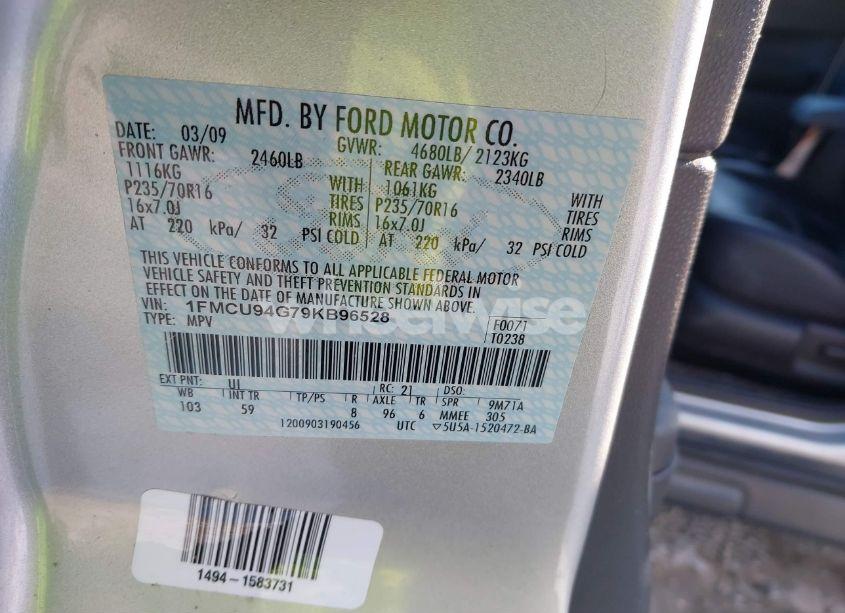 MFD. BY FORD MOTOR CO.
DATE: 03/09 GVWR: 4680LB/ 2123KG
FRONT GAWR: 2460LB REAR GAWR: 2340LB
1116KG WITH 1061KG WITH
P235/70R16 TIRES P235/70R16 TIRES
16x7.0J RIMS 16x7.0J RIMS
AT 220 kPa/ 32 PSI COLD AT 220 kPa/ 32 PSI COLD
THIS VEHICLE CONFORMS TO ALL APPLICABLE FEDERAL MOTOR
VEHICLE SAFETY AND THEFT PREVENTION STANDARDS IN
EFFECT ON THE DATE OF MANUFACTURE SHOWN ABOVE.
VIN: 1FMCU94G79KB96528
TYPE: MPV
F0071
T0238
wheelwise
EXT PNT: UI RC: 21 DSO:
WB INT TR TP/PS R AXLE TR SPR 9M71A
103 59 8 96 6 MMEE 305
1200903190456 UTC ▽5U5A-1520472-BA
1494-1583731